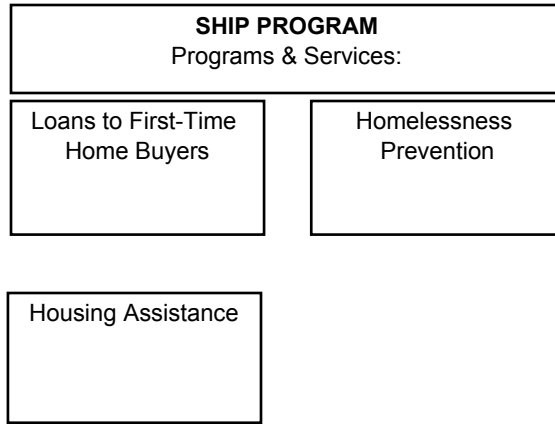 SHIP PROGRAM
Programs & Services:
Loans to First-Time
Home Buyers
Homelessness
Prevention
Housing Assistance